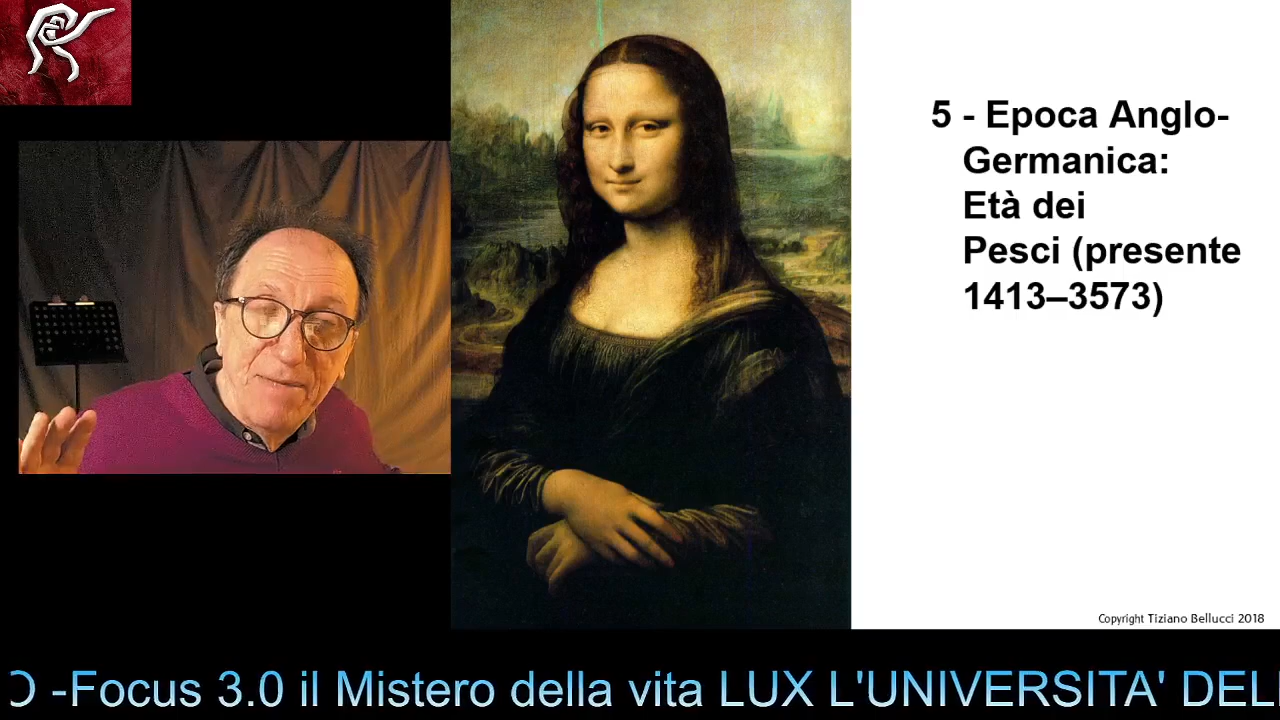 5 - Epoca Anglo-
Germanica:
Età dei
Pesci (presente
1413–3573)
Copyright Tiziano Bellucci 2018
-Focus 3.0 il Mistero della vita LUX L'UNIVERSITA'